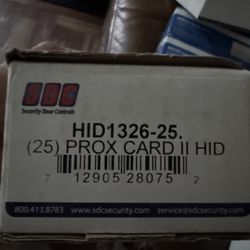 SDC
Security Door Controls
HID1326-25.
(25) PROX CARD II HID
7 12905 28075 2
800.413.8783 www.sdcsecurity.com service@sdcsecurity.com